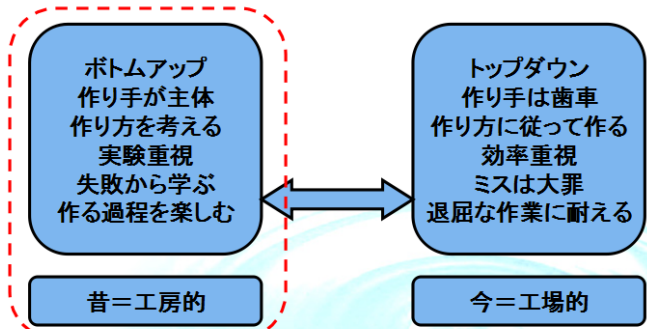 ボトムアップ
作り手が主体
作り方を考える
実験重視
失敗から学ぶ
作る過程を楽しむ
昔＝工房的
トップダウン
作り手は歯車
作り方に従って作る
効率重視
ミスは大罪
退屈な作業に耐える
今＝工場的